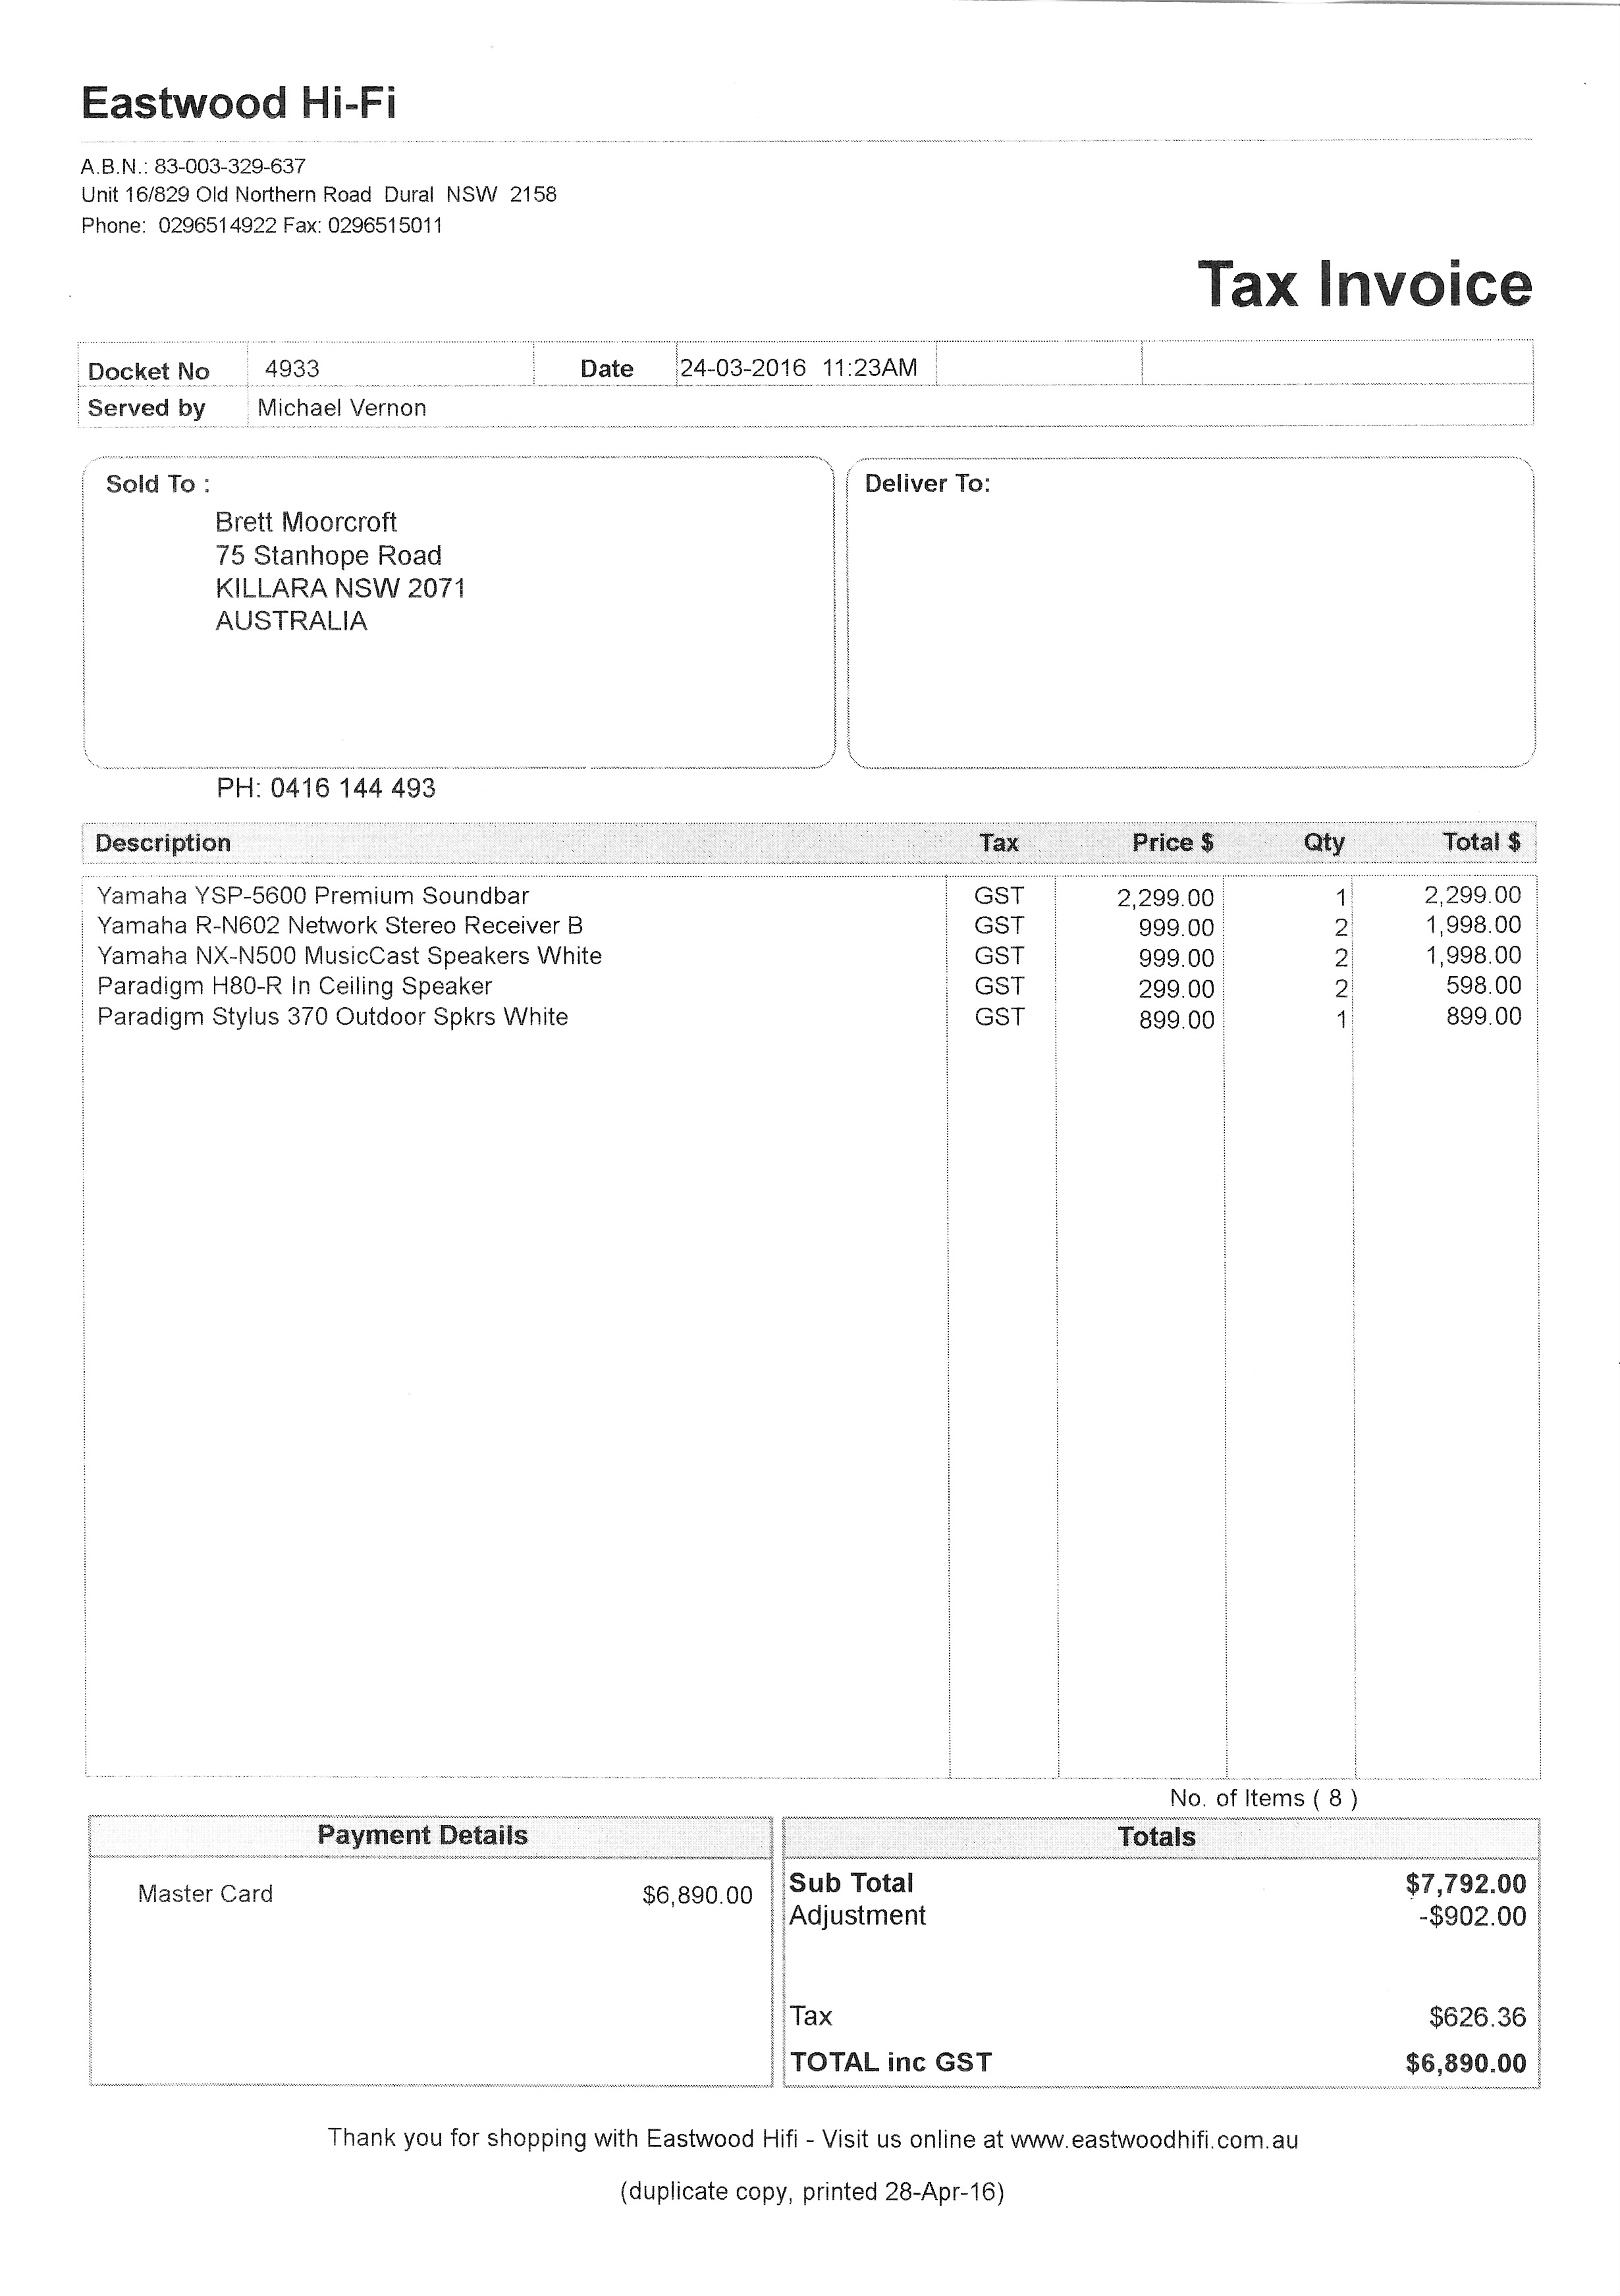 Eastwood Hi-Fi
A.B.N.: 83-003-329-637
Unit 16/829 Old Northern Road Dural NSW 2158
Phone: 0296514922 Fax: 0296515011
Tax Invoice
Docket No 4933 Date 24-03-2016 11:23AM
Served by Michael Vernon
Sold To : Deliver To:
Brett Moorcroft
75 Stanhope Road
KILLARA NSW 2071
AUSTRALIA
PH: 0416 144 493
Description Tax Price $ Qty Total $
Yamaha YSP-5600 Premium Soundbar GST 2,299.00 1 2,299.00
Yamaha R-N602 Network Stereo Receiver B GST 999.00 2 1,998.00
Yamaha NX-N500 MusicCast Speakers White GST 999.00 2 1,998.00
Paradigm H80-R In Ceiling Speaker GST 299.00 2 598.00
Paradigm Stylus 370 Outdoor Spkrs White GST 899.00 1 899.00
No. of Items ( 8 )
Payment Details Totals
Master Card $6,890.00
Sub Total $7,792.00
Adjustment -$902.00
Tax $626.36
TOTAL inc GST $6,890.00
Thank you for shopping with Eastwood Hifi - Visit us online at www.eastwoodhifi.com.au
(duplicate copy, printed 28-Apr-16)